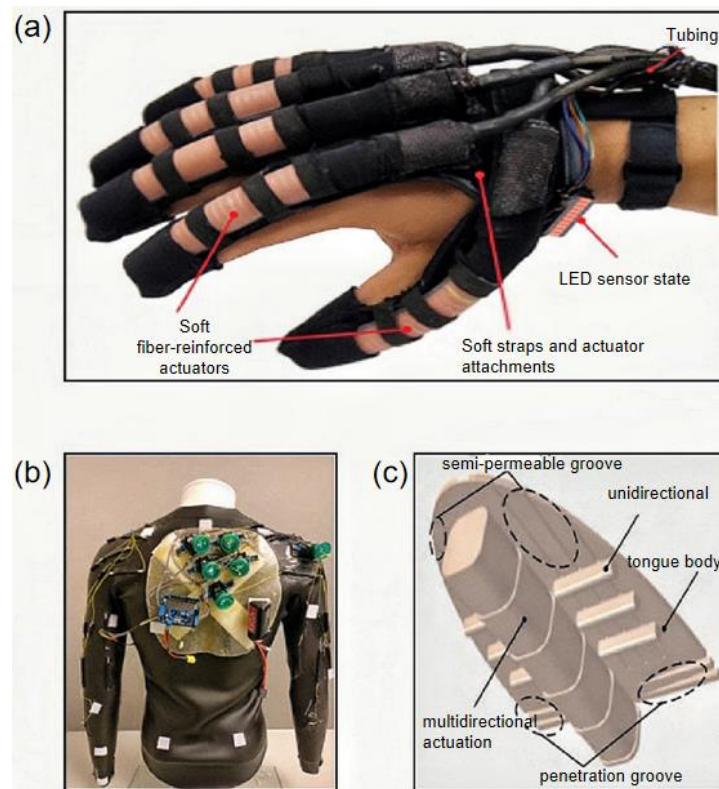 (a)
Tubing
LED sensor state
Soft
fiber-reinforced
actuators
Soft straps and actuator
attachments
(b)
(c)
semi-permeable groove
unidirectional
tongue body
multidirectional
actuation
penetration groove